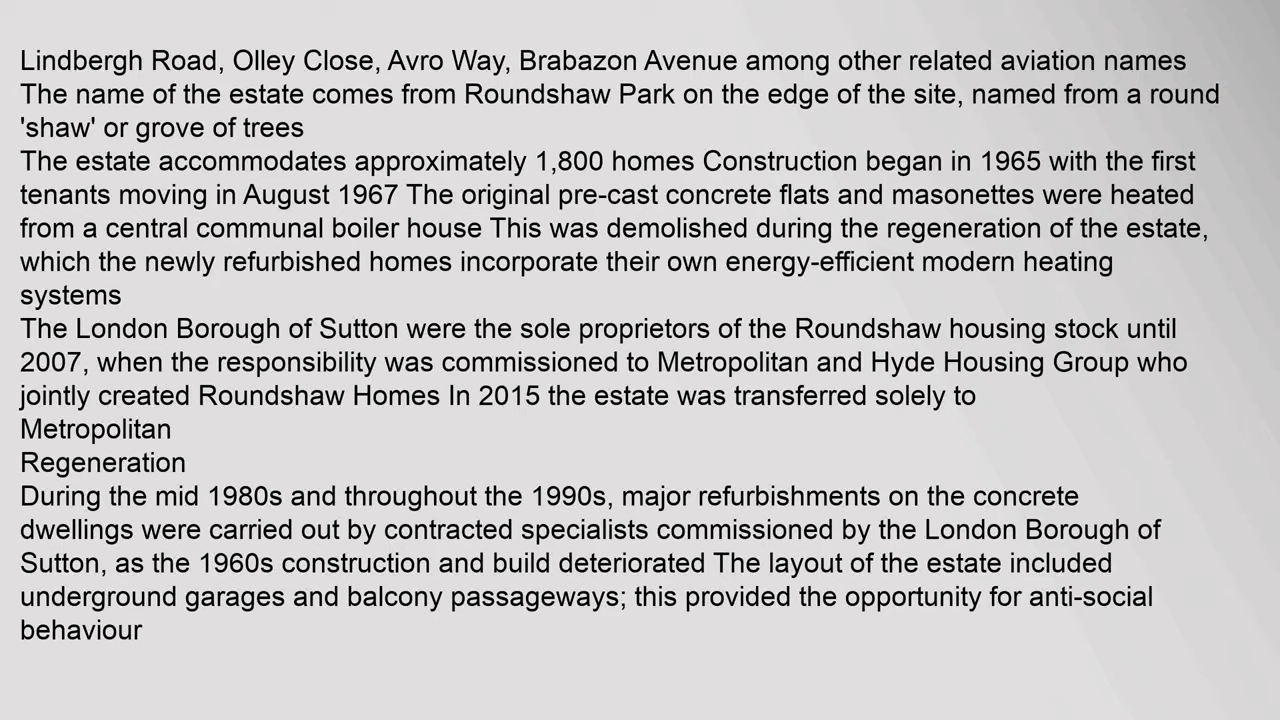 Lindbergh Road, Olley Close, Avro Way, Brabazon Avenue among other related aviation names
The name of the estate comes from Roundshaw Park on the edge of the site, named from a round
'shaw' or grove of trees
The estate accommodates approximately 1,800 homes Construction began in 1965 with the first
tenants moving in August 1967 The original pre-cast concrete flats and masonettes were heated
from a central communal boiler house This was demolished during the regeneration of the estate,
which the newly refurbished homes incorporate their own energy-efficient modern heating
systems
The London Borough of Sutton were the sole proprietors of the Roundshaw housing stock until
2007, when the responsibility was commissioned to Metropolitan and Hyde Housing Group who
jointly created Roundshaw Homes In 2015 the estate was transferred solely to
Metropolitan
Regeneration
During the mid 1980s and throughout the 1990s, major refurbishments on the concrete
dwellings were carried out by contracted specialists commissioned by the London Borough of
Sutton, as the 1960s construction and build deteriorated The layout of the estate included
underground garages and balcony passageways; this provided the opportunity for anti-social
behaviour